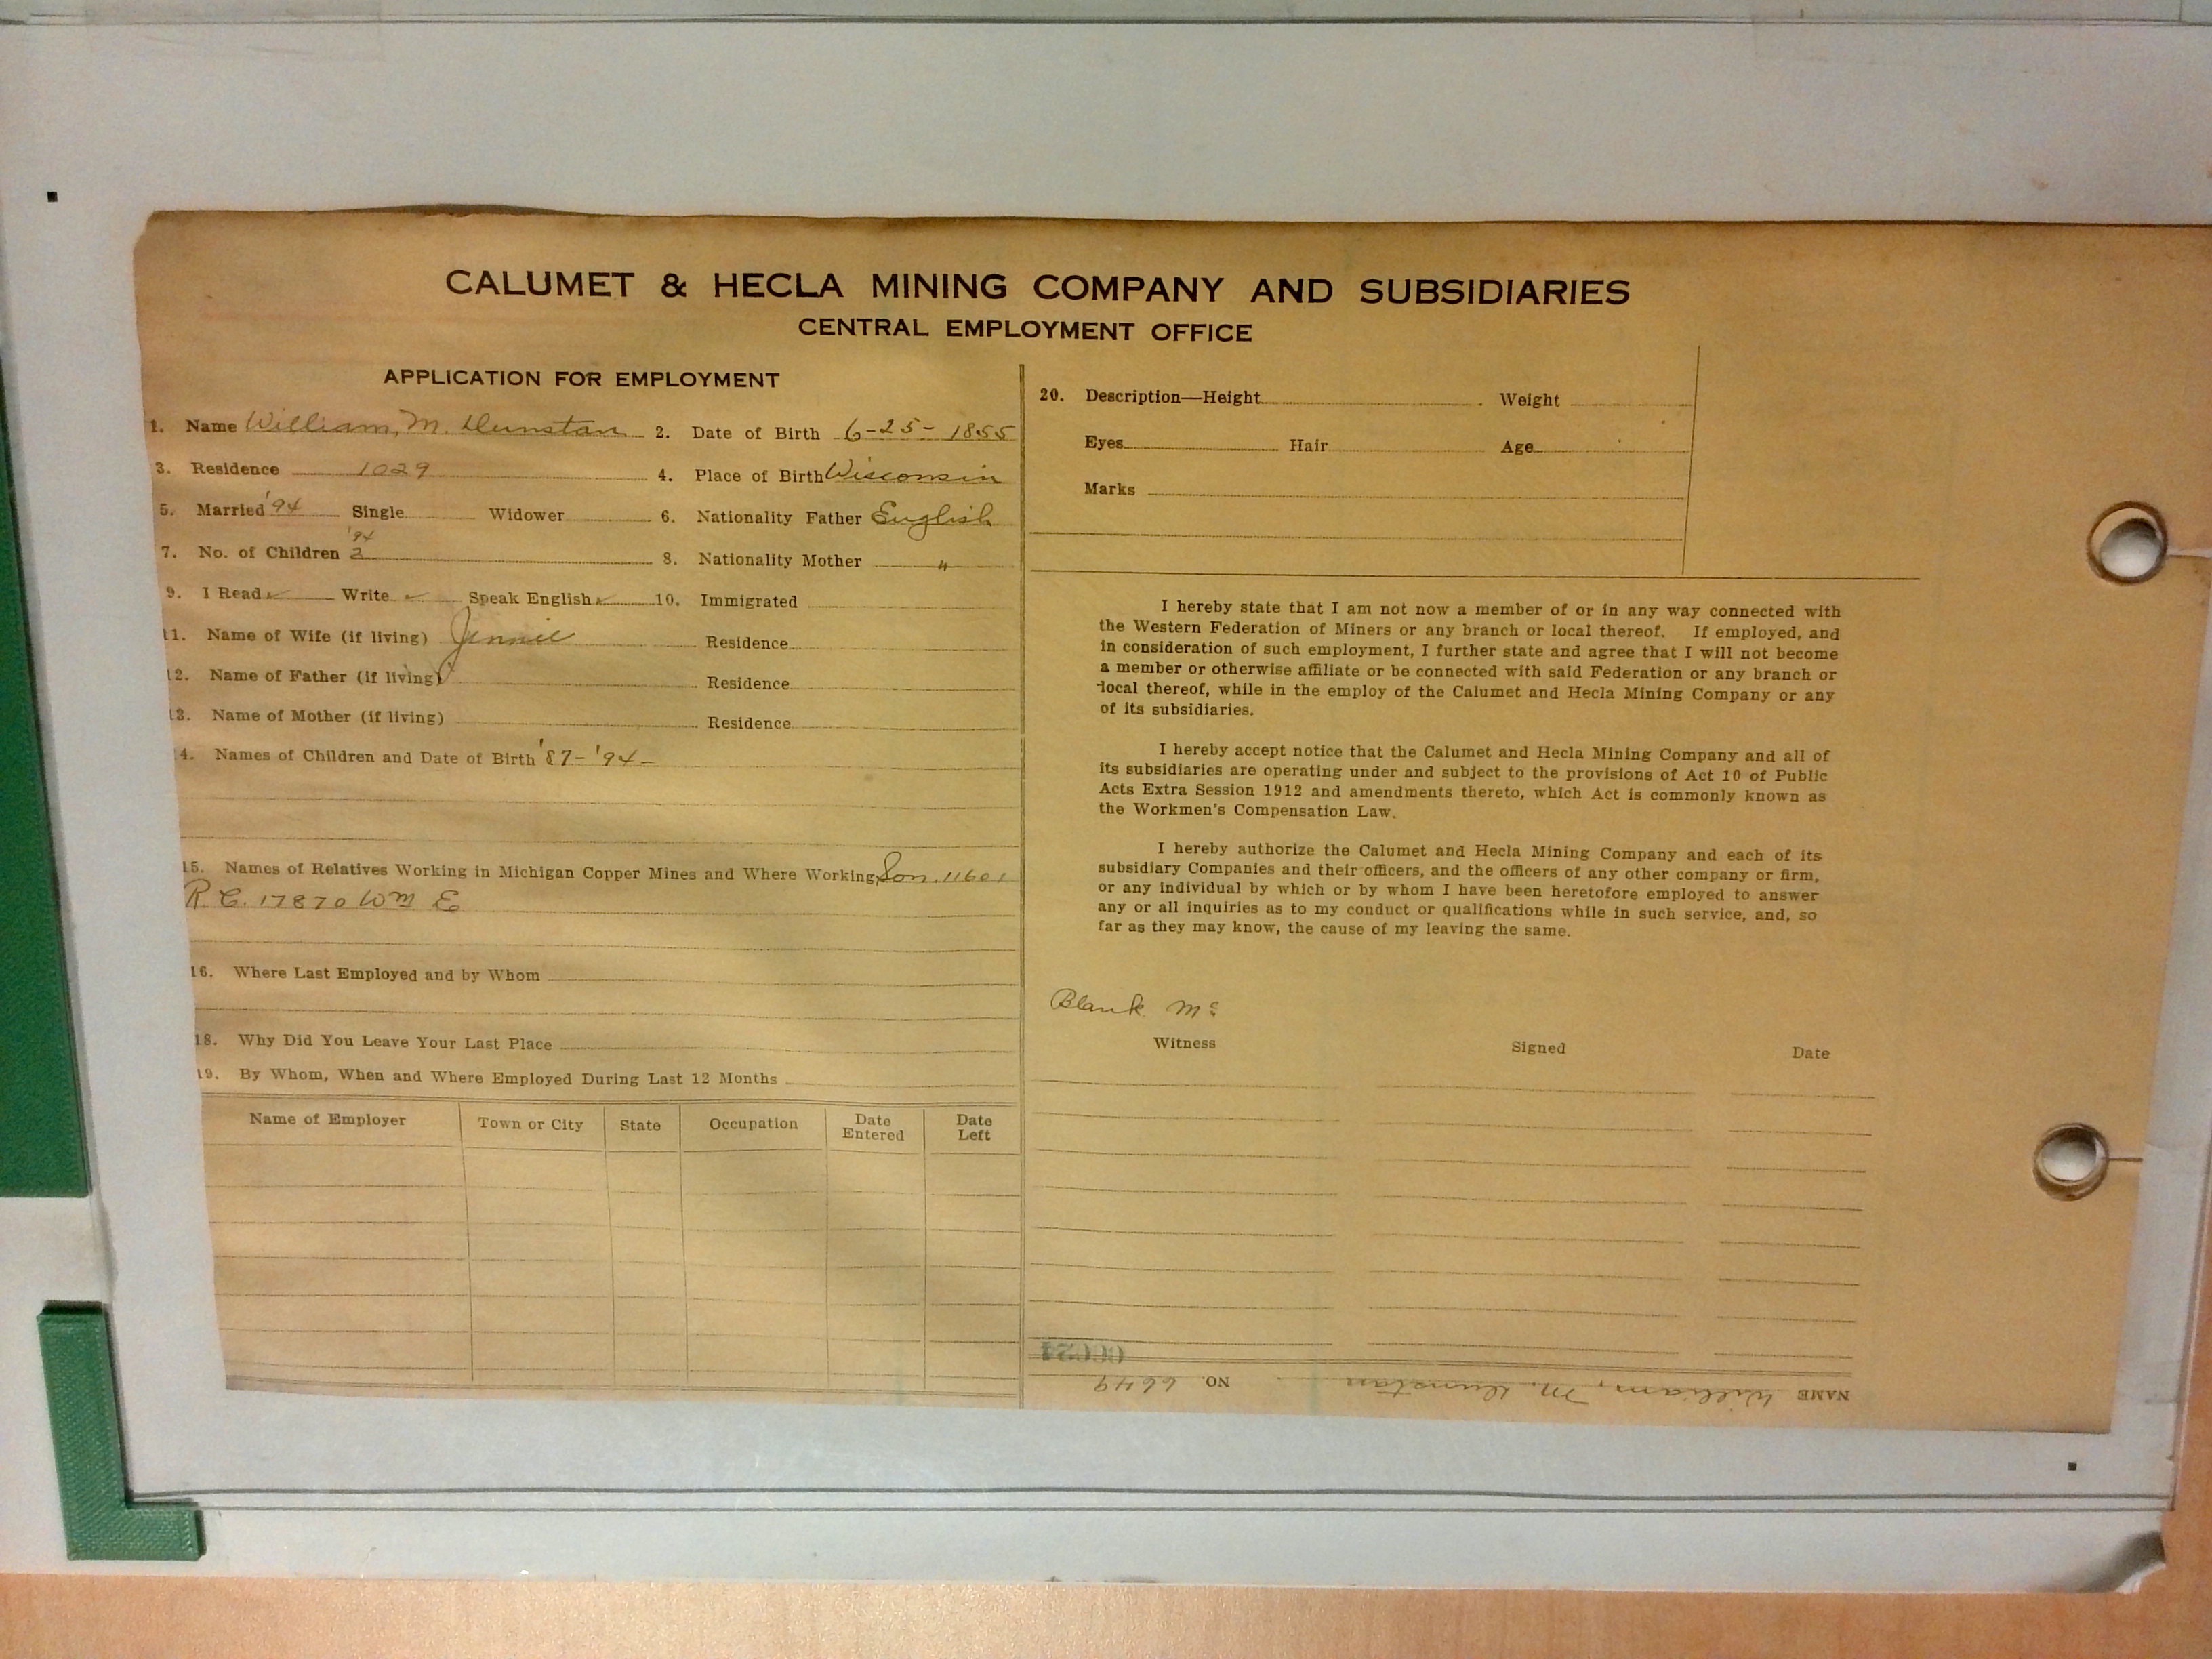 CALUMET & HECLA MINING COMPANY AND SUBSIDIARIES
CENTRAL EMPLOYMENT OFFICE
APPLICATION FOR EMPLOYMENT
1. Name William, M. Dunstan 2. Date of Birth 6-25-1855
3. Residence 1029 4. Place of Birth Wisconsin
5. Married '94 Single Widower 6. Nationality Father English
'94
7. No. of Children 2 8. Nationality Mother "
9. I Read ✓ Write ✓ Speak English ✓ 10. Immigrated
11. Name of Wife (if living) Jennie Residence
12. Name of Father (if living) Residence
13. Name of Mother (if living) Residence
14. Names of Children and Date of Birth '87-'94-
15. Names of Relatives Working in Michigan Copper Mines and Where Working Son. 11601
R C. 17870 Wm E
16. Where Last Employed and by Whom
18. Why Did You Leave Your Last Place
19. By Whom, When and Where Employed During Last 12 Months
Name of Employer Town or City State Occupation Date Entered Date Left
20. Description—Height Weight
Eyes Hair Age
Marks
I hereby state that I am not now a member of or in any way connected with
the Western Federation of Miners or any branch or local thereof. If employed, and
in consideration of such employment, I further state and agree that I will not become
a member or otherwise affiliate or be connected with said Federation or any branch or
local thereof, while in the employ of the Calumet and Hecla Mining Company or any
of its subsidiaries.
I hereby accept notice that the Calumet and Hecla Mining Company and all of
its subsidiaries are operating under and subject to the provisions of Act 10 of Public
Acts Extra Session 1912 and amendments thereto, which Act is commonly known as
the Workmen's Compensation Law.
I hereby authorize the Calumet and Hecla Mining Company and each of its
subsidiary Companies and their officers, and the officers of any other company or firm,
or any individual by which or by whom I have been heretofore employed to answer
any or all inquiries as to my conduct or qualifications while in such service, and, so
far as they may know, the cause of my leaving the same.
Blank Mc
Witness Signed Date
NAME William, M. Dunstan NO. 6649